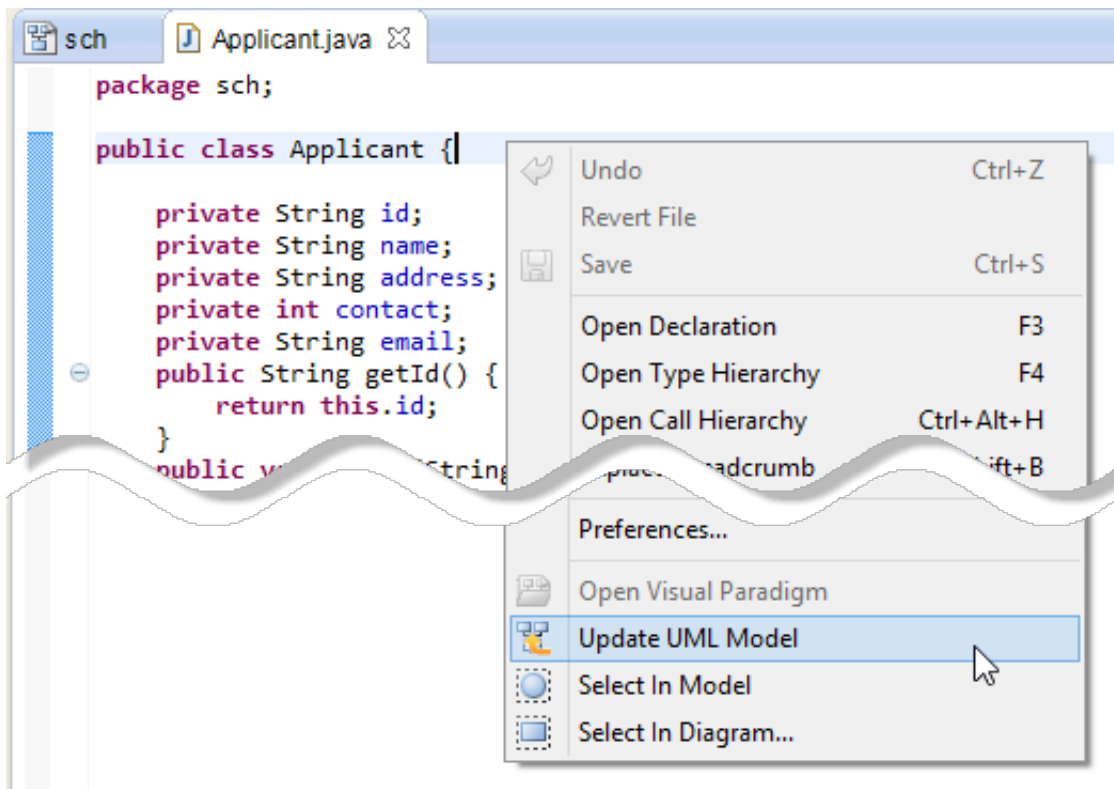 sch Applicant.java
package sch;
public class Applicant {
private String id;
private String name;
private String address;
private int contact;
private String email;
public String getId() {
return this.id;
}
public
Undo Ctrl+Z
Revert File
Save Ctrl+S
Open Declaration F3
Open Type Hierarchy F4
Open Call Hierarchy Ctrl+Alt+H
Preferences...
Open Visual Paradigm
Update UML Model
Select In Model
Select In Diagram...